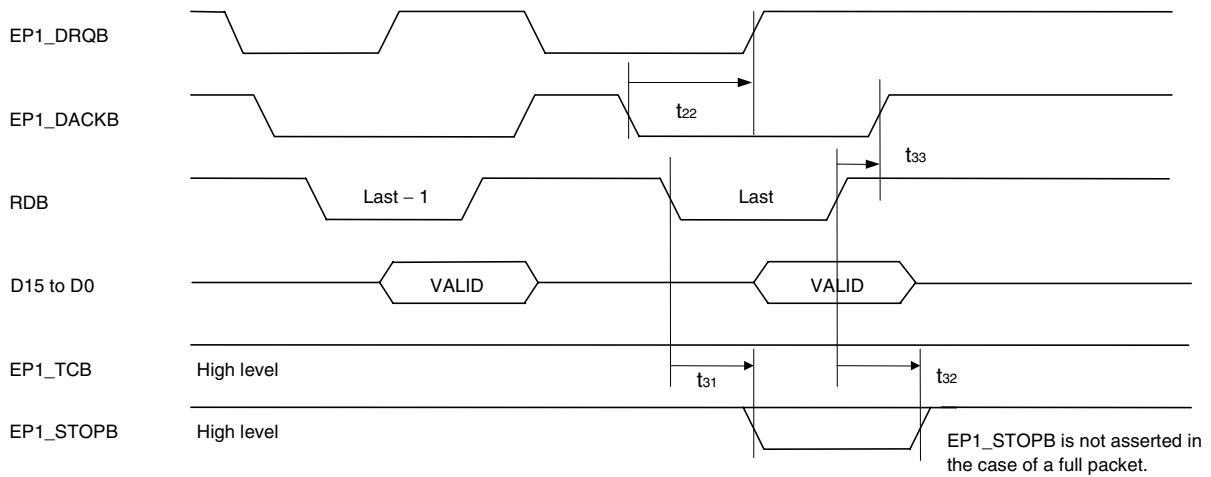 EP1_DRQB
t22
EP1_DACKB
t33
RDB
Last – 1
Last
D15 to D0
VALID
VALID
EP1_TCB
High level
t31
t32
EP1_STOPB
High level
EP1_STOPB is not asserted in
the case of a full packet.